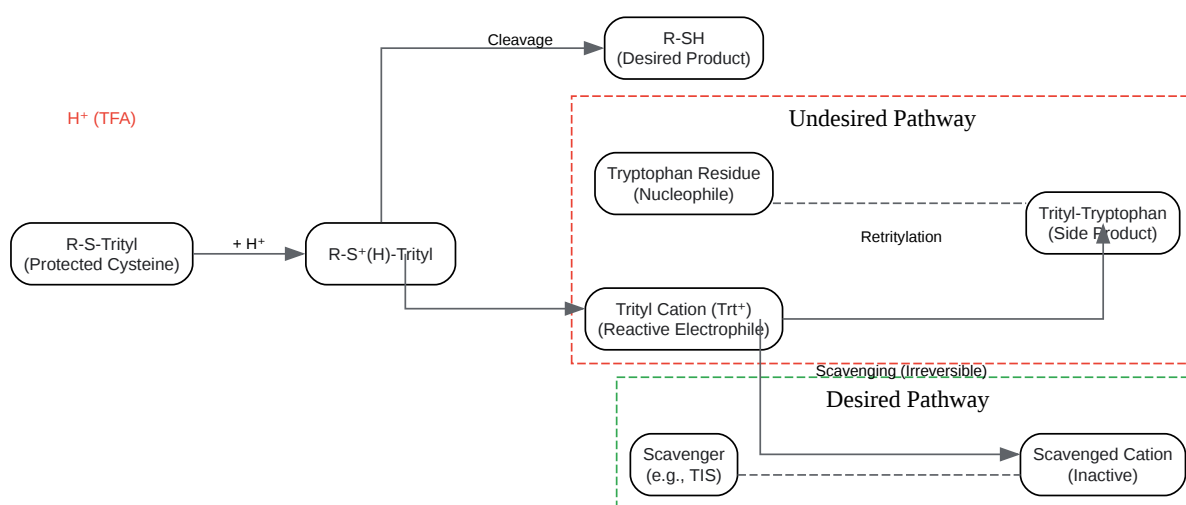 Cleavage
R-SH
(Desired Product)
H⁺ (TFA)
Undesired Pathway
Tryptophan Residue
(Nucleophile)
Trityl-Tryptophan
(Side Product)
Retritylation
R-S-Trityl
(Protected Cysteine)
+ H⁺
R-S⁺(H)-Trityl
Trityl Cation (Trt⁺)
(Reactive Electrophile)
Scavenging (Irreversible)
Desired Pathway
Scavenger
(e.g., TIS)
Scavenged Cation
(Inactive)